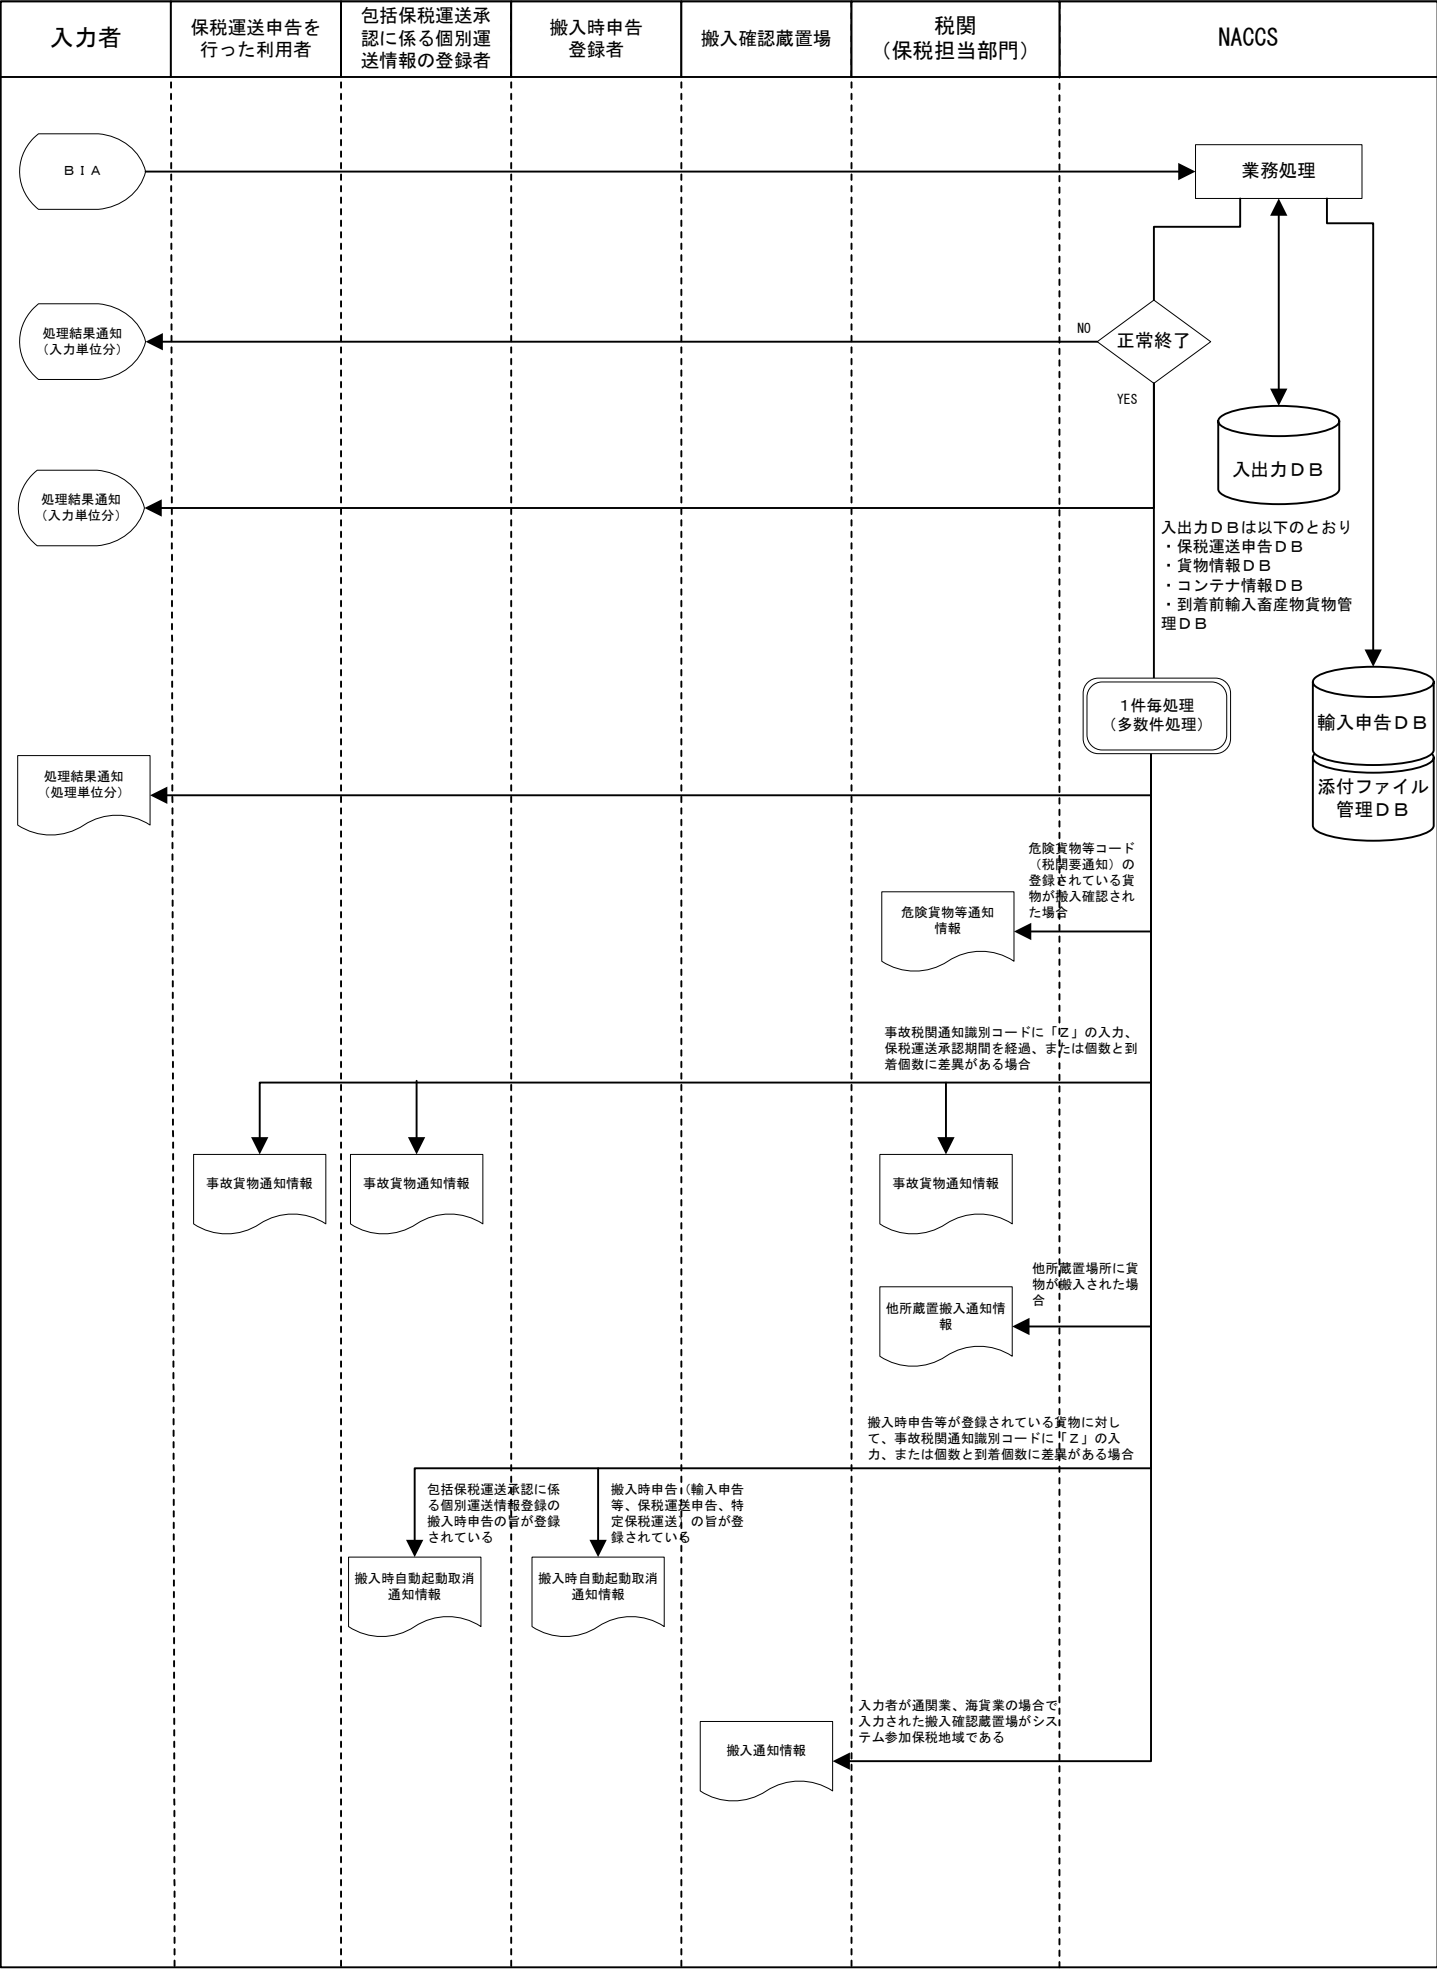 入力者
保税運送申告を
行った利用者
包括保税運送承
認に係る個別運
送情報の登録者
搬入時申告
登録者
搬入確認蔵置場
税関
（保税担当部門）
NACCS
ＢＩＡ
業務処理
処理結果通知
（入力単位分）
NO
正常終了
YES
入出力ＤＢ
処理結果通知
（入力単位分）
入出力ＤＢは以下のとおり
・保税運送申告ＤＢ
・貨物情報ＤＢ
・コンテナ情報ＤＢ
・到着前輸入畜産物貨物管
理ＤＢ
1件毎処理
（多数件処理）
輸入申告ＤＢ
添付ファイル
管理ＤＢ
処理結果通知
（処理単位分）
危険貨物等コード
（税関要通知）の
登録されている貨
物が搬入確認され
た場合
危険貨物等通知
情報
事故税関通知識別コードに「Ｚ」の入力、
保税運送承認期間を経過、または個数と到
着個数に差異がある場合
事故貨物通知情報
事故貨物通知情報
事故貨物通知情報
他所蔵置場所に貨
物が搬入された場
合
他所蔵置搬入通知情
報
搬入時申告等が登録されている貨物に対し
て、事故税関通知識別コードに「Ｚ」の入
力、または個数と到着個数に差異がある場合
包括保税運送承認に係
る個別運送情報登録の
搬入時申告の旨が登録
されている
搬入時申告（輸入申告
等、保税運送申告、特
定保税運送）の旨が登
録されている
搬入時自動起動取消
通知情報
搬入時自動起動取消
通知情報
入力者が通関業、海貨業の場合で
入力された搬入確認蔵置場がシス
テム参加保税地域である
搬入通知情報